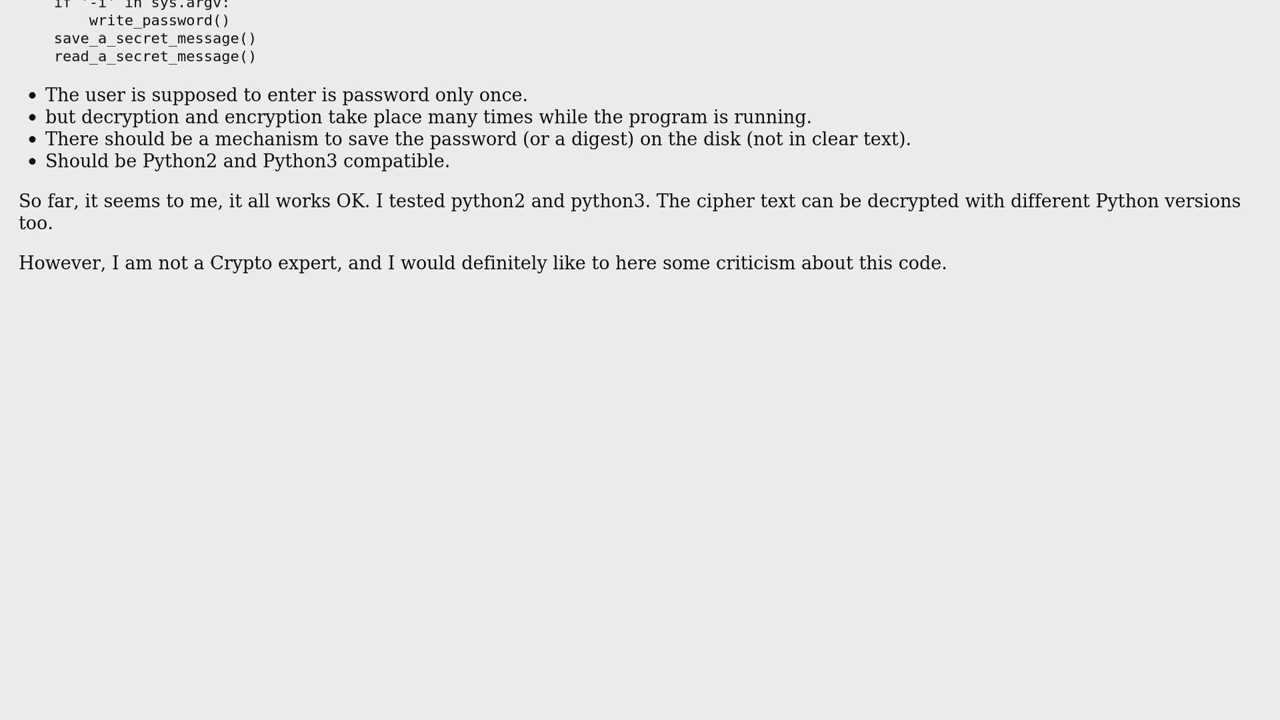 if '-i' in sys.argv:
write_password()
save_a_secret_message()
read_a_secret_message()
• The user is supposed to enter is password only once.
• but decryption and encryption take place many times while the program is running.
• There should be a mechanism to save the password (or a digest) on the disk (not in clear text).
• Should be Python2 and Python3 compatible.
So far, it seems to me, it all works OK. I tested python2 and python3. The cipher text can be decrypted with different Python versions
too.
However, I am not a Crypto expert, and I would definitely like to here some criticism about this code.